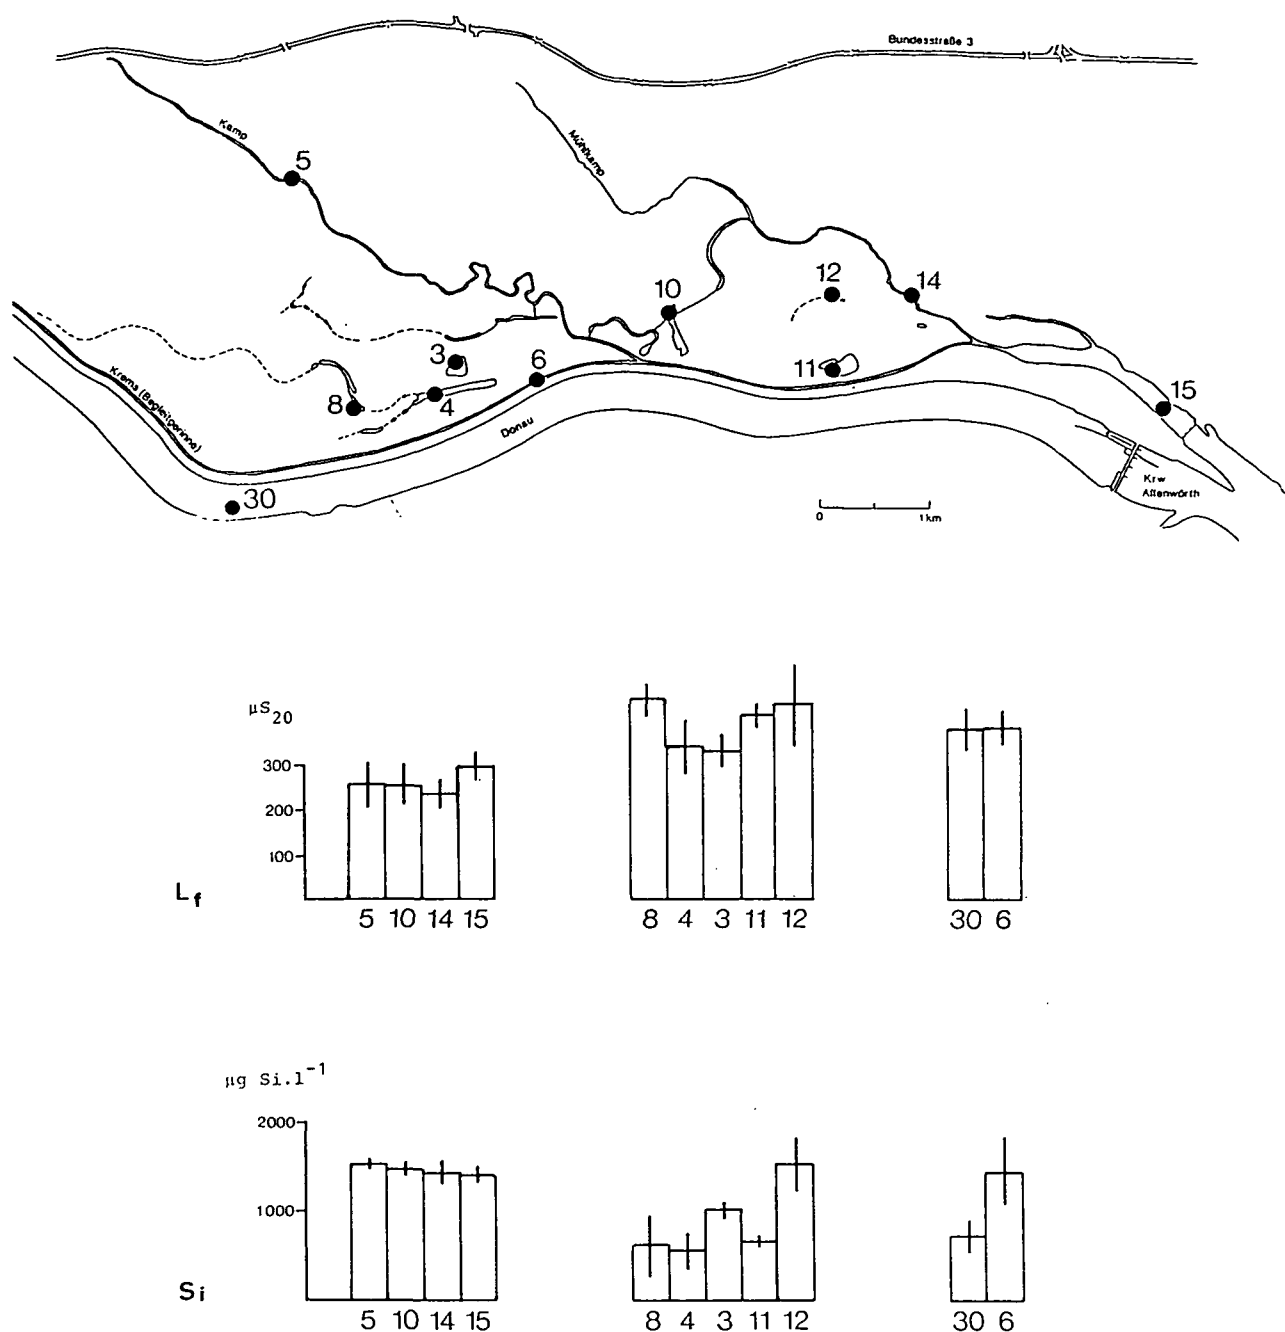 Bundesstraße 3
Kamp
Mühlkamp
5
12
14
10
3
6
11
8
4
15
Krems (Begleitgerinne)
Donau
30
Krw
Altenwörth
0 1km
µS20
300
200
100
Lf
5 10 14 15
8 4 3 11 12
30 6
µg Si.l-1
2000
1000
Si
5 10 14 15
8 4 3 11 12
30 6